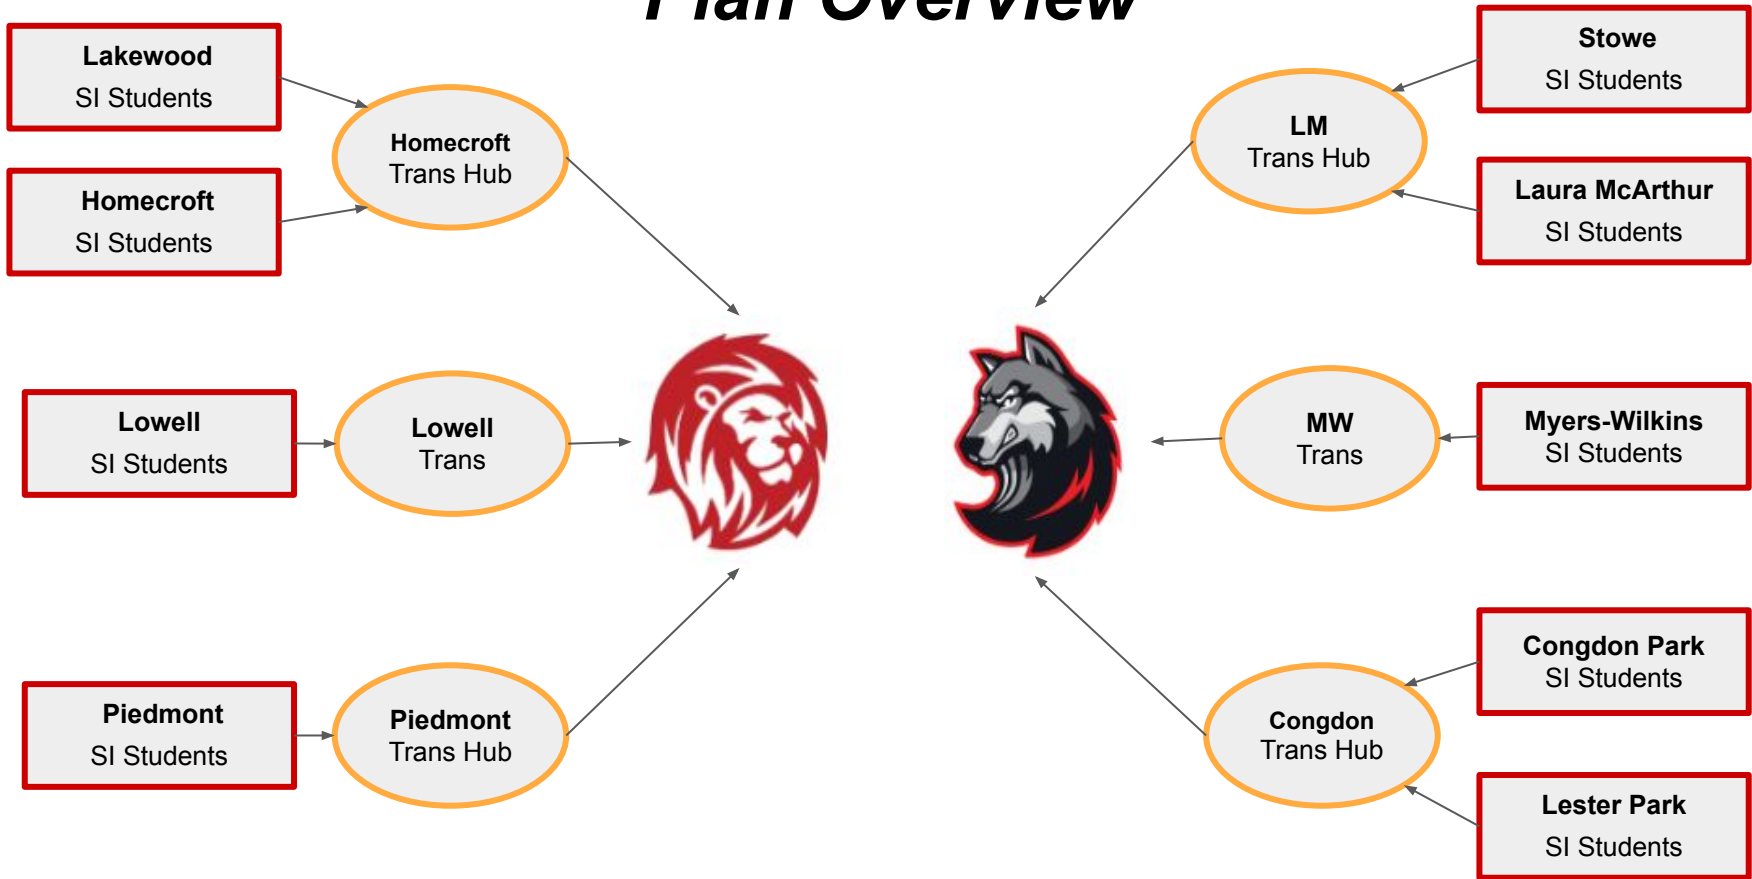 Plan Overview
Lakewood
SI Students
Homecroft
SI Students
Homecroft
Trans Hub
Lowell
SI Students
Lowell
Trans
Piedmont
SI Students
Piedmont
Trans Hub
LM
Trans Hub
Stowe
SI Students
Laura McArthur
SI Students
MW
Trans
Myers-Wilkins
SI Students
Congdon
Trans Hub
Congdon Park
SI Students
Lester Park
SI Students